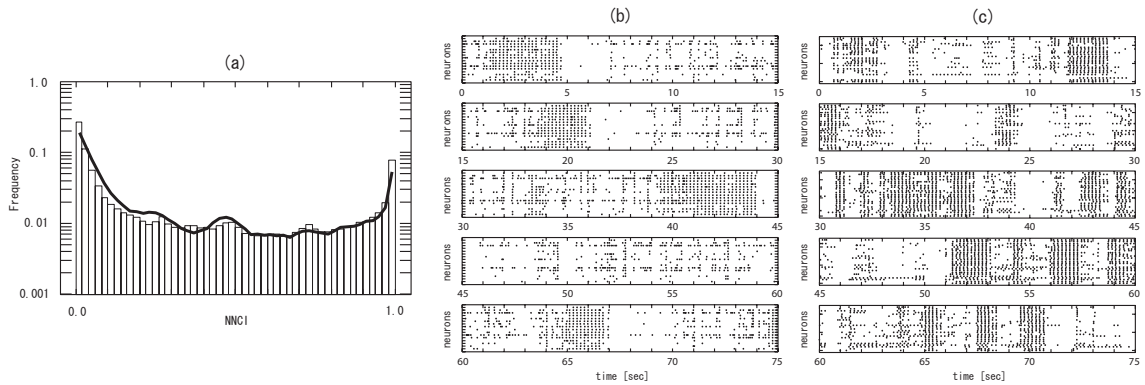 (a)
1.0
0.1
0.01
0.001
Frequency
0.0 1.0
NNCI
(b)
neurons
0 5 10 15
neurons
15 20 25 30
neurons
30 35 40 45
neurons
45 50 55 60
neurons
60 65 70 75
time [sec]
(c)
neurons
0 5 10 15
neurons
15 20 25 30
neurons
30 35 40 45
neurons
45 50 55 60
neurons
60 65 70 75
time [sec]